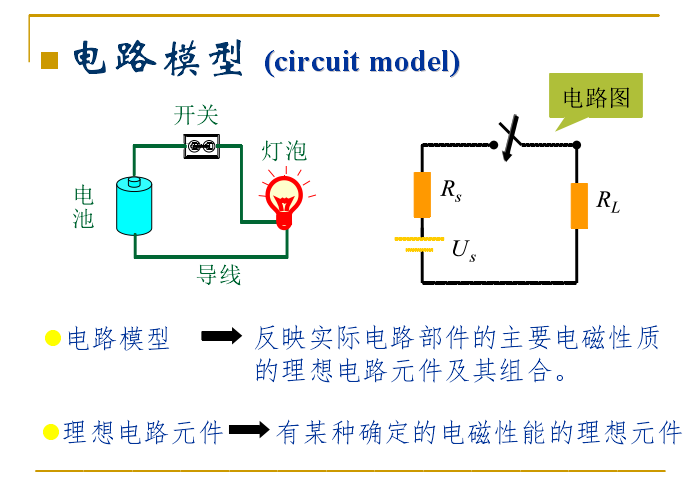 电路模型 (circuit model)
开关
灯泡
电池
导线
电路图
Rs
RL
Us
电路模型 反映实际电路部件的主要电磁性质
的理想电路元件及其组合。
理想电路元件 有某种确定的电磁性能的理想元件